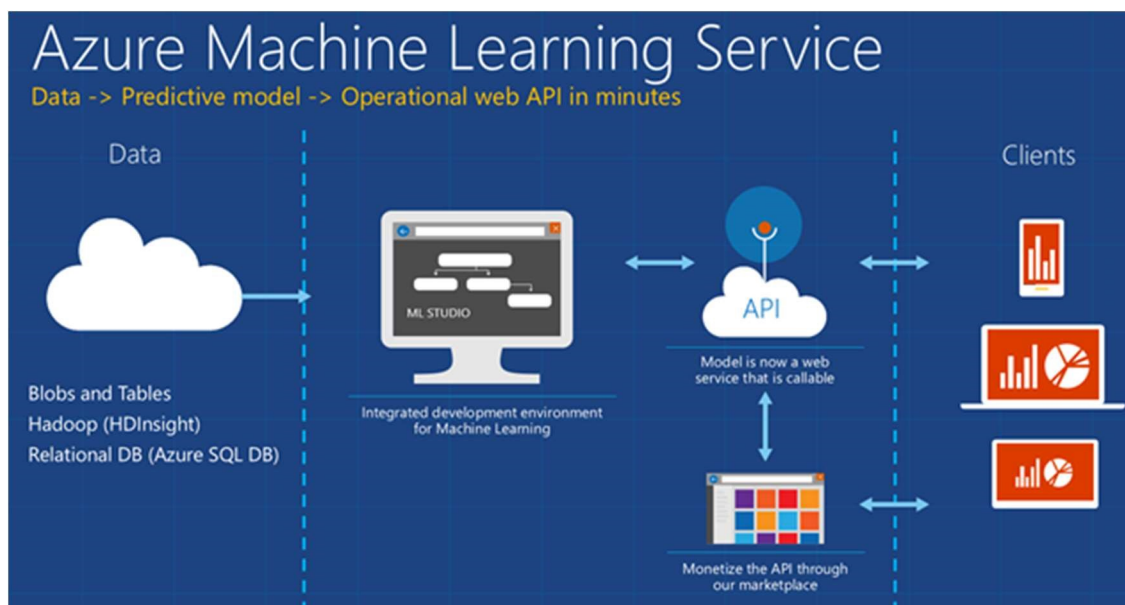 Azure Machine Learning Service
Data -> Predictive model -> Operational web API in minutes
Data
Blobs and Tables
Hadoop (HDInsight)
Relational DB (Azure SQL DB)
ML STUDIO
Integrated development environment
for Machine Learning
API
Model is now a web
service that is callable
Monetize the API through
our marketplace
Clients